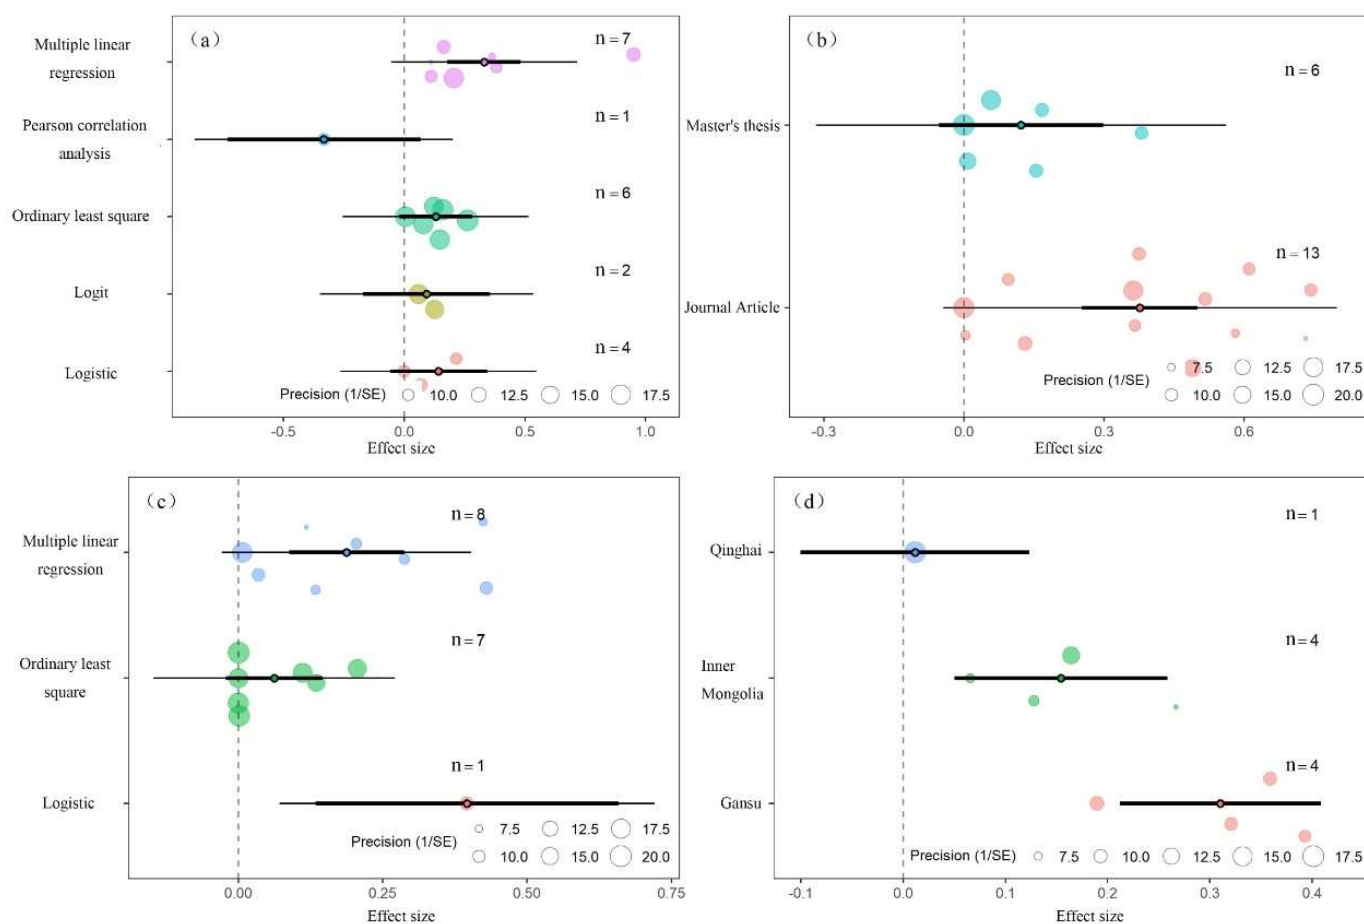 （a）
Multiple linear
regression
n = 7
Pearson correlation
analysis
n = 1
Ordinary least square
n = 6
Logit
n = 2
Logistic
n = 4
Precision (1/SE) 10.0 12.5 15.0 17.5
-0.5 0.0 0.5 1.0
Effect size
（b）
Master's thesis
n = 6
Journal Article
n = 13
Precision (1/SE)
7.5 12.5 17.5
10.0 15.0 20.0
-0.3 0.0 0.3 0.6
Effect size
（c）
Multiple linear
regression
n = 8
Ordinary least
square
n = 7
Logistic
n = 1
Precision (1/SE)
7.5 12.5 17.5
10.0 15.0 20.0
0.00 0.25 0.50 0.75
Effect size
（d）
Qinghai
n = 1
Inner
Mongolia
n = 4
Gansu
n = 4
Precision (1/SE) 7.5 10.0 12.5 15.0 17.5
-0.1 0.0 0.1 0.2 0.3 0.4
Effect size